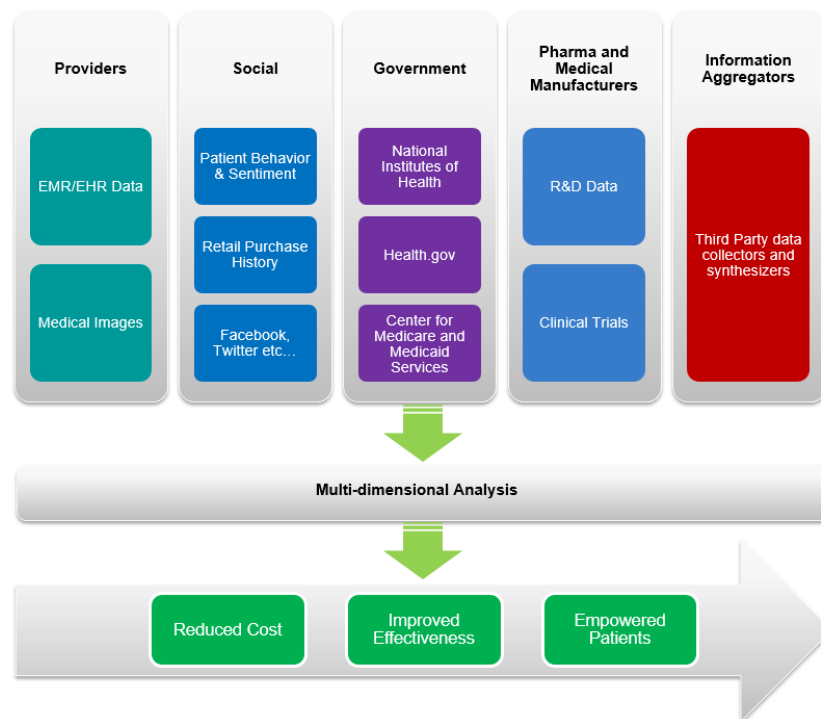 Providers
Social
Government
Pharma and
Medical
Manufacturers
Information
Aggregators
EMR/EHR Data
Medical Images
Patient Behavior
& Sentiment
Retail Purchase
History
Facebook,
Twitter etc...
National
Institutes of
Health
Health.gov
Center for
Medicare and
Medicaid
Services
R&D Data
Clinical Trials
Third Party data
collectors and
synthesizers
Multi-dimensional Analysis
Reduced Cost
Improved
Effectiveness
Empowered
Patients